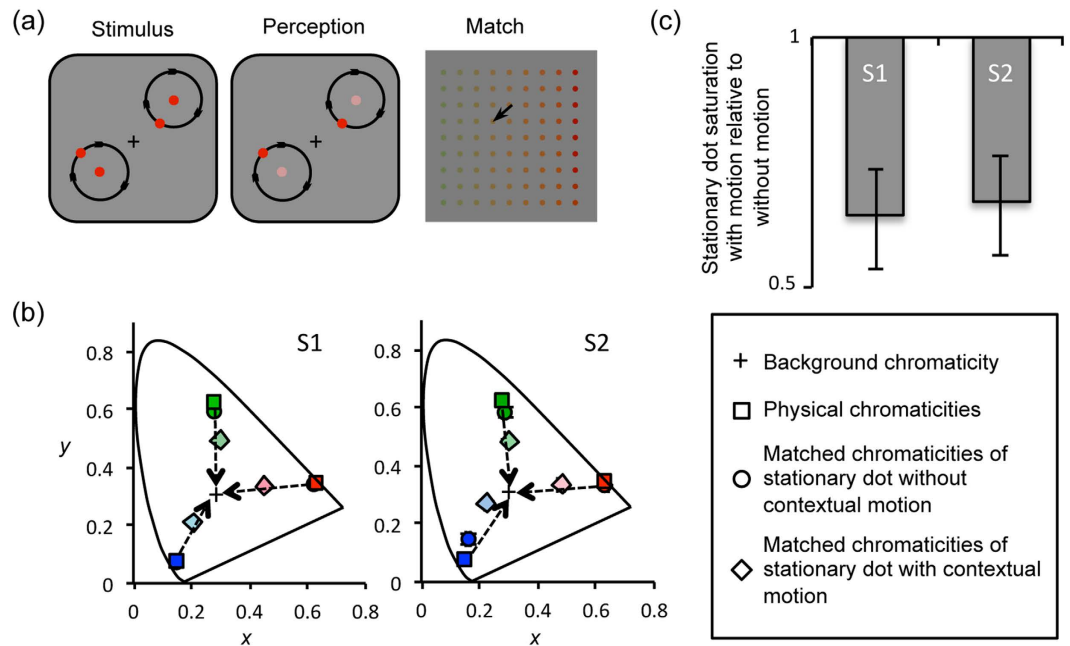 (a)
Stimulus
Perception
Match
(c)
Stationary dot saturation
with motion relative to
without motion
1
0.5
S1
S2
(b)
S1
y
0.8
0.6
0.4
0.2
0
0
0.2
0.4
0.6
0.8
x
S2
0.8
0.6
0.4
0.2
0
0
0.2
0.4
0.6
0.8
x
Background chromaticity
Physical chromaticities
Matched chromaticities of
stationary dot without
contextual motion
Matched chromaticities of
stationary dot with contextual
motion